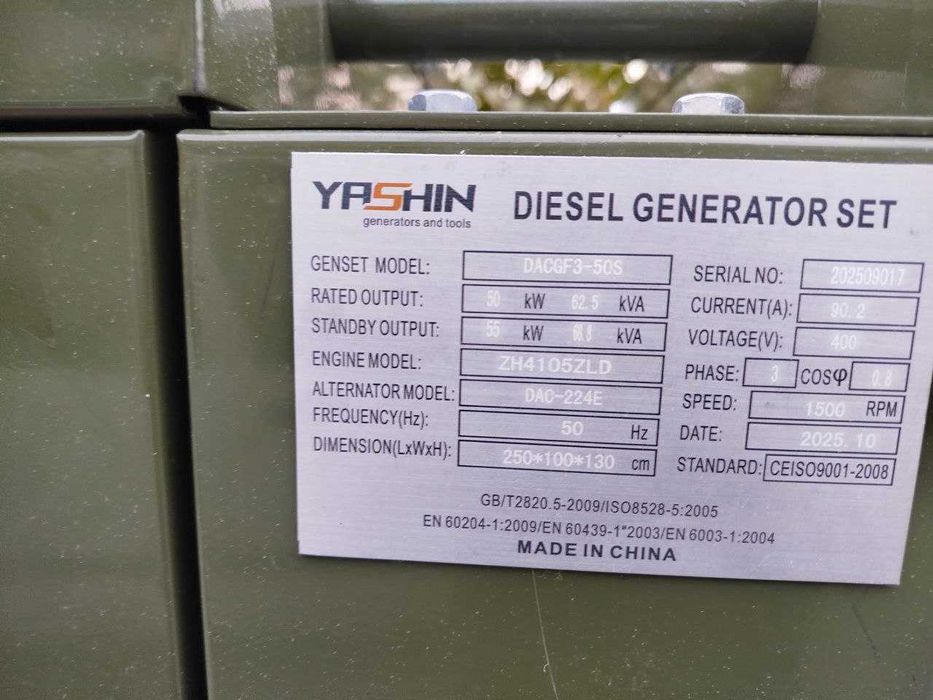 YASHIN
generators and tools
DIESEL GENERATOR SET
GENSET MODEL: DACGF3-50S
RATED OUTPUT: 50 kW 62.5 kVA
STANDBY OUTPUT: 55 kW 68.8 kVA
ENGINE MODEL: ZH4105ZLD
ALTERNATOR MODEL: DAC-224E
FREQUENCY(Hz): 50 Hz
DIMENSION(LxWxH): 250*100*130 cm
SERIAL NO: 202509017
CURRENT(A): 90.2
VOLTAGE(V): 400
PHASE: 3 COSφ 0.8
SPEED: 1500 RPM
DATE: 2025.10
STANDARD: CEISO9001-2008
GB/T2820.5-2009/ISO8528-5:2005
EN 60204-1:2009/EN 60439-1"2003/EN 6003-1:2004
MADE IN CHINA